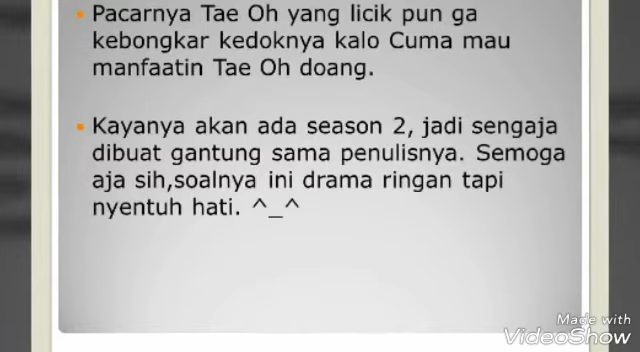 Pacarnya Tae Oh yang licik pun ga
kebongkar kedoknya kalo Cuma mau
manfaatin Tae Oh doang.
Kayanya akan ada season 2, jadi sengaja
dibuat gantung sama penulisnya. Semoga
aja sih,soalnya ini drama ringan tapi
nyentuh hati. ^_^
Made with
VideoShow